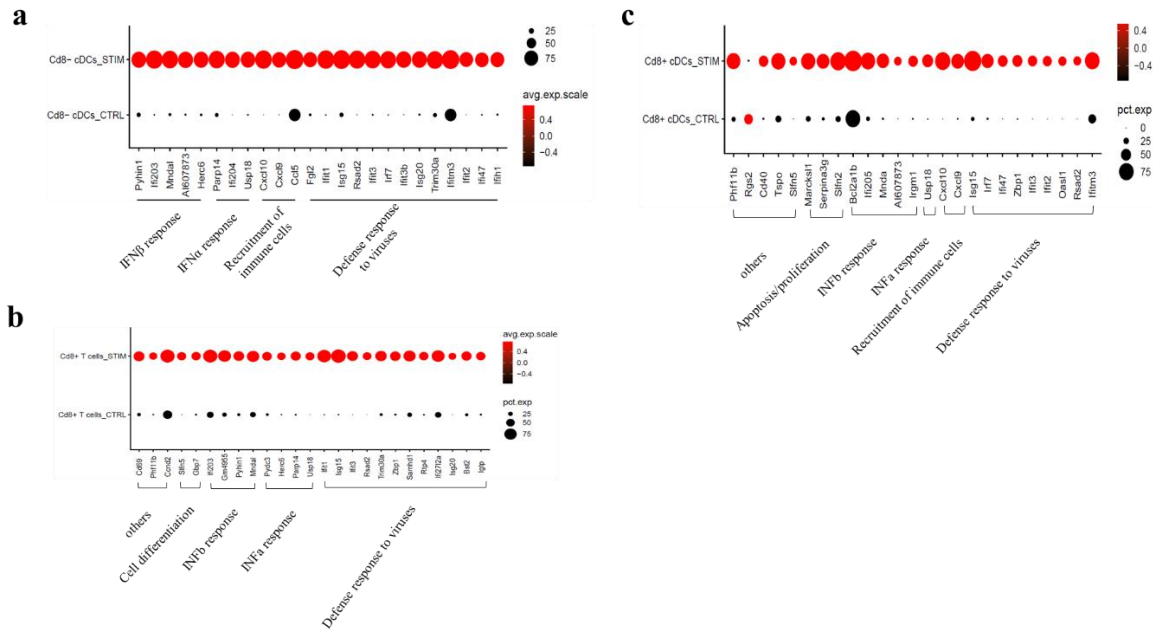 a
Cd8− cDCs_STIM
Cd8− cDCs_CTRL
Pyhin1
Ifi203
Mndal
AI607873
Herc6
Parp14
Ifi204
Usp18
Cxcl10
Cxcl9
Ccl5
Fgl2
Ifit1
Isg15
Rsad2
Ifit3
Irf7
Ifit3b
Isg20
Trim30a
Ifitm3
Ifit2
Ifi47
Ifih1
IFNβ response
IFNα response
Recruitment of
immune cells
Defense response
to viruses
25
50
75
avg.exp.scale
0.4
0.0
−0.4
b
Cd8+ T cells_STIM
Cd8+ T cells_CTRL
Cd69
Phf11b
Ccnd2
Slfn5
Gbp7
Ifi203
Gm4955
Pyhin1
Mndal
Pydc3
Herc6
Parp14
Usp18
Ifit1
Isg15
Ifit3
Rsad2
Trim30a
Zbp1
Samhd1
Rtp4
Ifi27l2a
Isg20
Bst2
Igtp
others
Cell differentiation
INFb response
INFa response
Defense response to viruses
avg.exp.scale
0.4
0.0
−0.4
pct.exp
25
50
75
c
Cd8+ cDCs_STIM
Cd8+ cDCs_CTRL
Phf11b
Rgs2
Cd40
Tspo
Slfn5
Marcksl1
Serpina3g
Slfn2
Bcl2a1b
Ifi205
Mnda
AI607873
Irgm1
Usp18
Cxcl10
Cxcl9
Isg15
Irf7
Ifi47
Zbp1
Ifit3
Ifit2
Oasl1
Rsad2
Ifitm3
others
Apoptosis/proliferation
INFb response
INFa response
Recruitment of immune cells
Defense response to viruses
0.4
0.0
−0.4
pct.exp
0
25
50
75